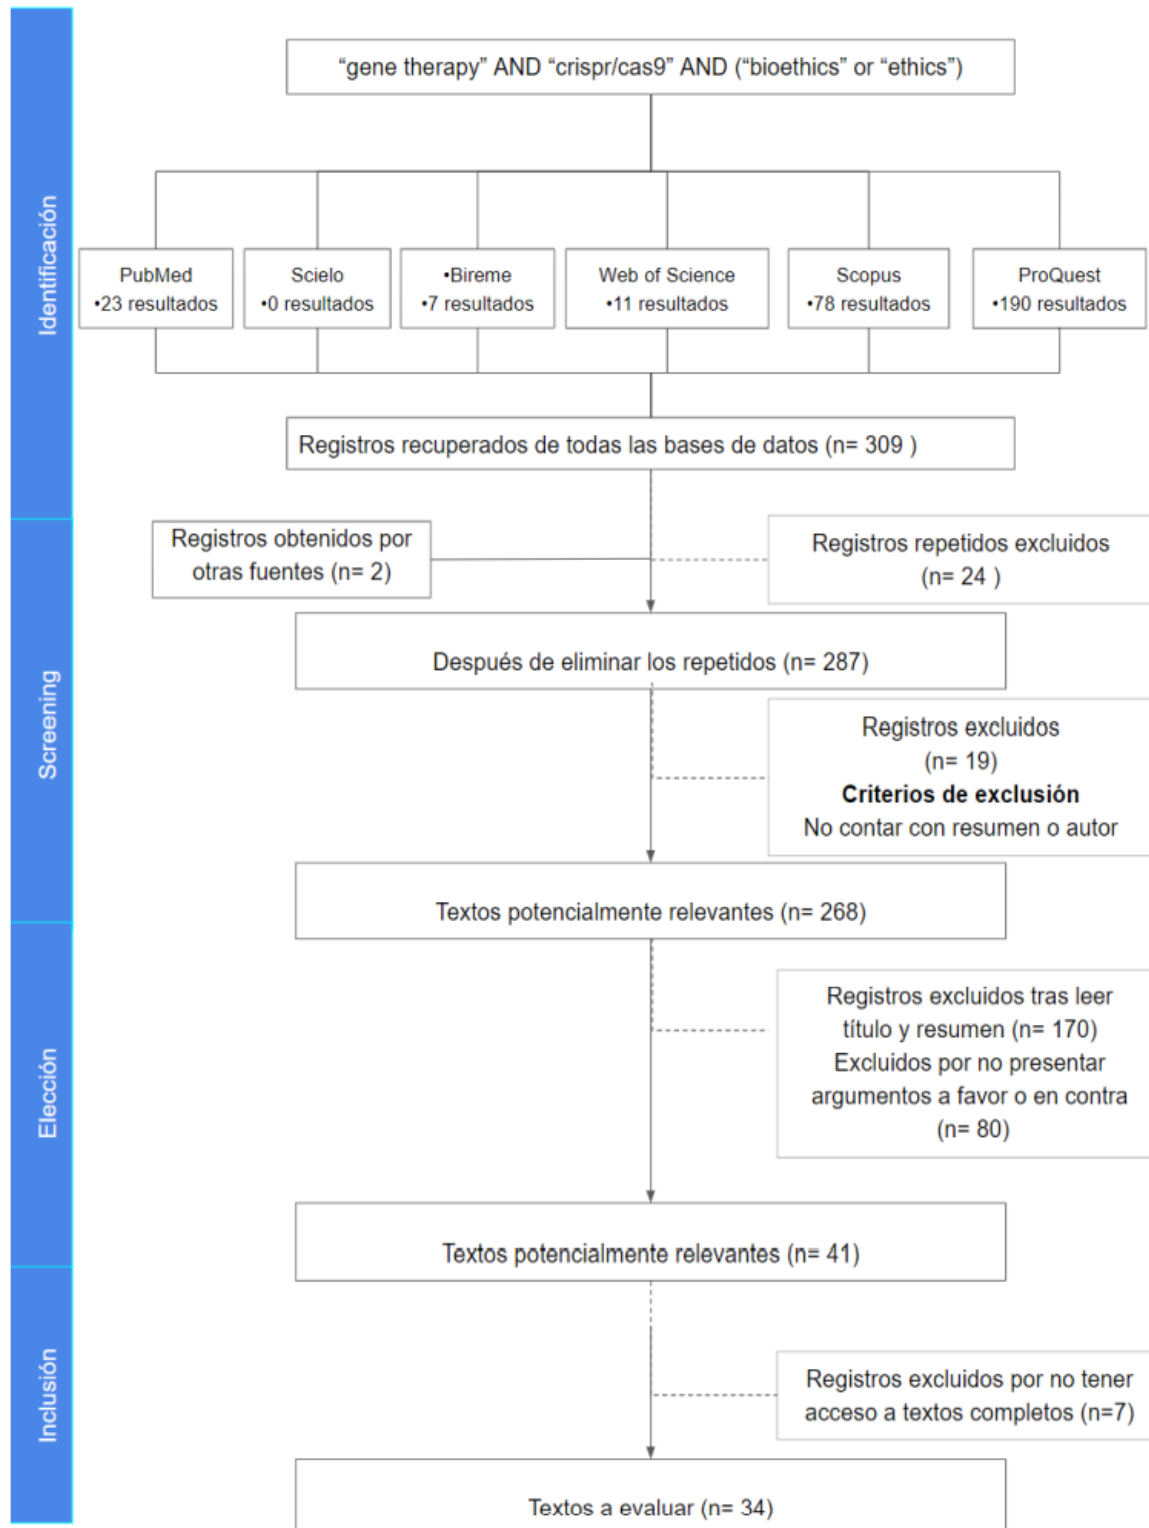 “gene therapy” AND “crispr/cas9” AND (“bioethics” or “ethics”)
Identificación
PubMed
•23 resultados
Scielo
•0 resultados
•Bireme
•7 resultados
Web of Science
•11 resultados
Scopus
•78 resultados
ProQuest
•190 resultados
Registros recuperados de todas las bases de datos (n= 309 )
Screening
Registros obtenidos por
otras fuentes (n= 2)
Registros repetidos excluidos
(n= 24 )
Después de eliminar los repetidos (n= 287)
Registros excluidos
(n= 19)
Criterios de exclusión
No contar con resumen o autor
Textos potencialmente relevantes (n= 268)
Elección
Registros excluidos tras leer
título y resumen (n= 170)
Excluidos por no presentar
argumentos a favor o en contra
(n= 80)
Textos potencialmente relevantes (n= 41)
Inclusión
Registros excluidos por no tener
acceso a textos completos (n=7)
Textos a evaluar (n= 34)